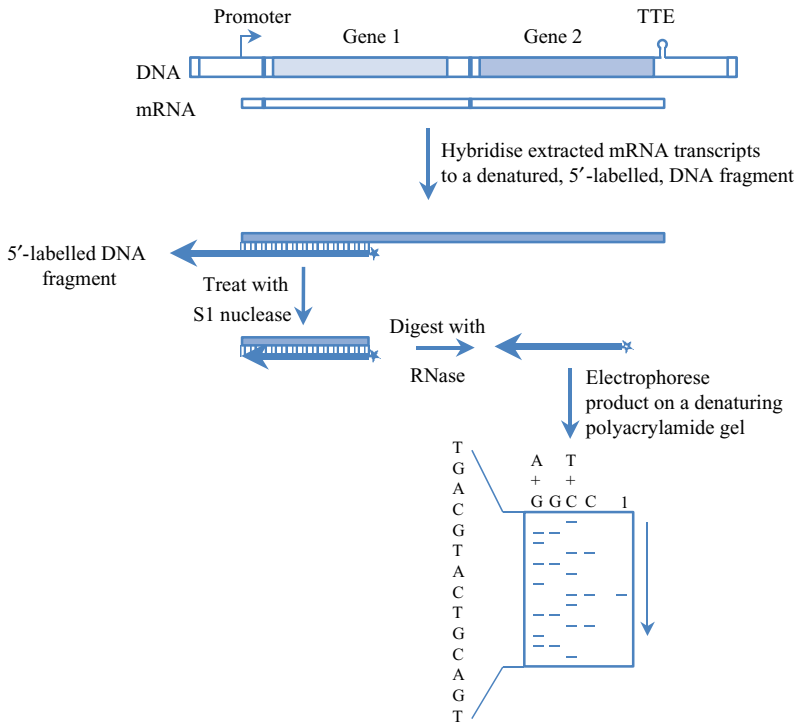 Promoter
Gene 1
Gene 2
TTE
DNA
mRNA
Hybridise extracted mRNA transcripts
to a denatured, 5′-labelled, DNA fragment
5′-labelled DNA
fragment
Treat with
S1 nuclease
Digest with
RNase
Electrophorese
product on a denaturing
polyacrylamide gel
T
G
A
C
G
T
A
C
T
G
C
A
G
T
A T
+ +
G G C C 1